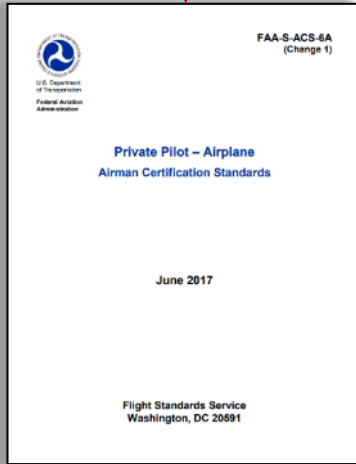 FAA-S-ACS-6A
(Change 1)
U.S. Department
of Transportation
Federal Aviation
Administration
Private Pilot – Airplane
Airman Certification Standards
June 2017
Flight Standards Service
Washington, DC 20591